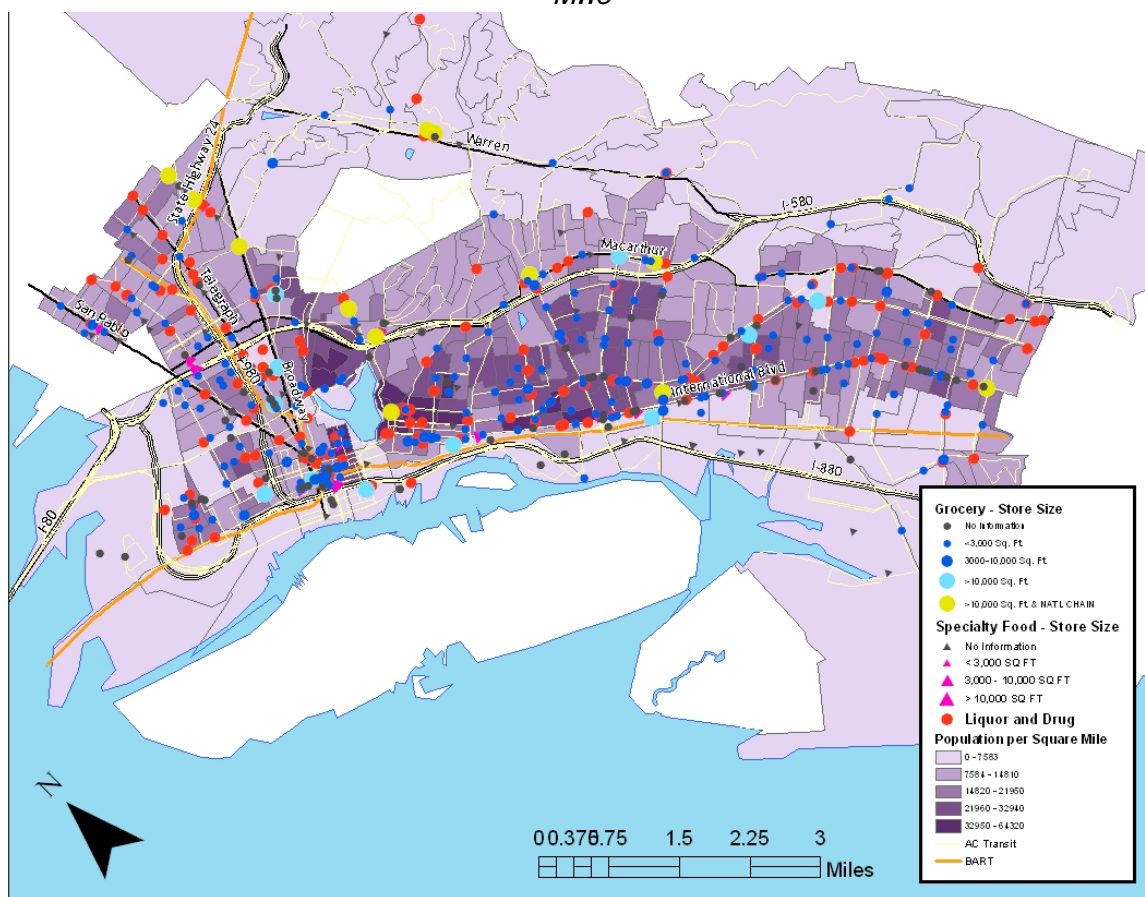 Mile
Warren
State Highway 24
I-580
Macarthur
Telegraph
San Pablo
I-980
Broadway
International Blvd
I-880
I-80
N
0 0.375 0.75 1.5 2.25 3
Miles
Grocery - Store Size
No Information
<3,000 Sq. Ft.
3000-10,000 Sq. Ft.
>10,000 Sq. Ft.
>10,000 Sq. Ft. & NATL CHAIN
Specialty Food - Store Size
No Information
< 3,000 SQ FT
3,000 - 10,000 SQ FT
> 10,000 SQ FT
Liquor and Drug
Population per Square Mile
0 - 7583
7584 - 14810
14820 - 21950
21960 - 32940
32950 - 64320
AC Transit
BART